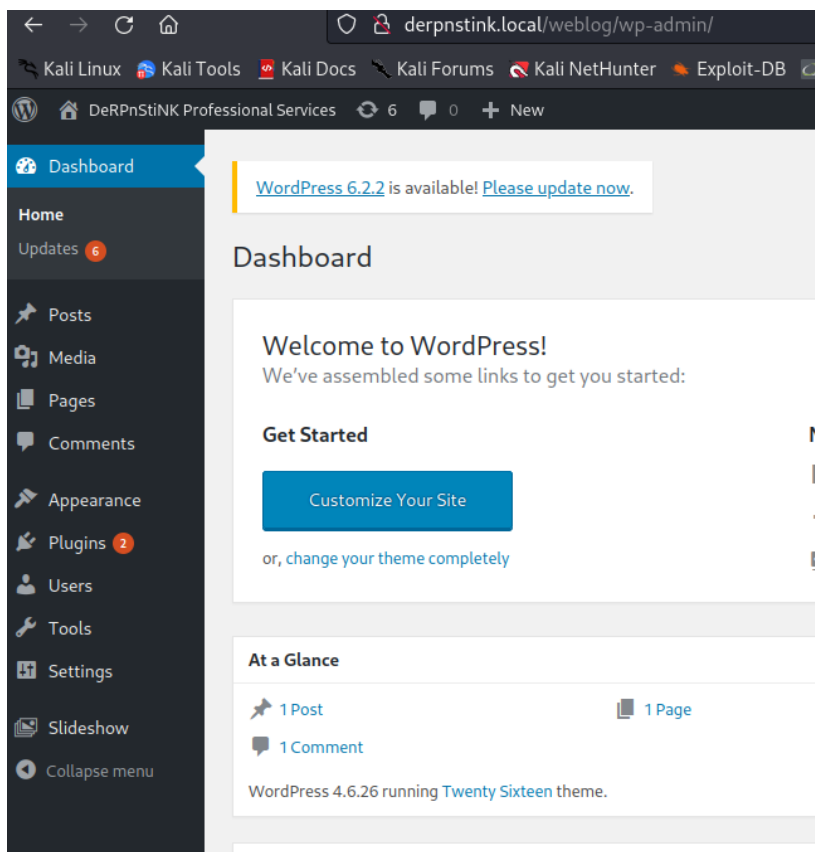 derpnstink.local/weblog/wp-admin/
Kali Linux Kali Tools Kali Docs Kali Forums Kali NetHunter Exploit-DB
DeRPnStiNK Professional Services 6 0 New
Dashboard
Home
Updates 6
Posts
Media
Pages
Comments
Appearance
Plugins 2
Users
Tools
Settings
Slideshow
Collapse menu
WordPress 6.2.2 is available! Please update now.
Dashboard
Welcome to WordPress!
We've assembled some links to get you started:
Get Started
Customize Your Site
or, change your theme completely
At a Glance
1 Post
1 Page
1 Comment
WordPress 4.6.26 running Twenty Sixteen theme.